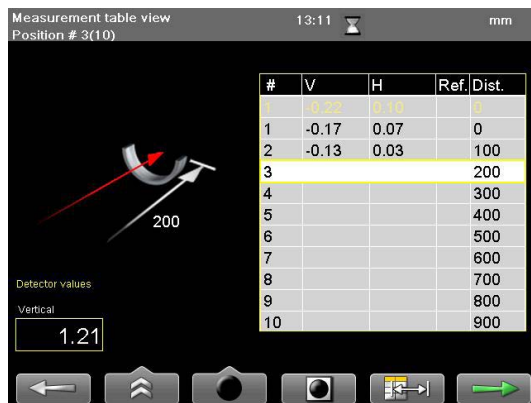 Measurement table view 13:11 mm
Position # 3(10)
# V H Ref. Dist.
1 -0.22 0.10 0
1 -0.17 0.07 0
2 -0.13 0.03 100
3 200
4 300
5 400
6 500
7 600
8 700
9 800
10 900
200
Detector values
Vertical
1.21